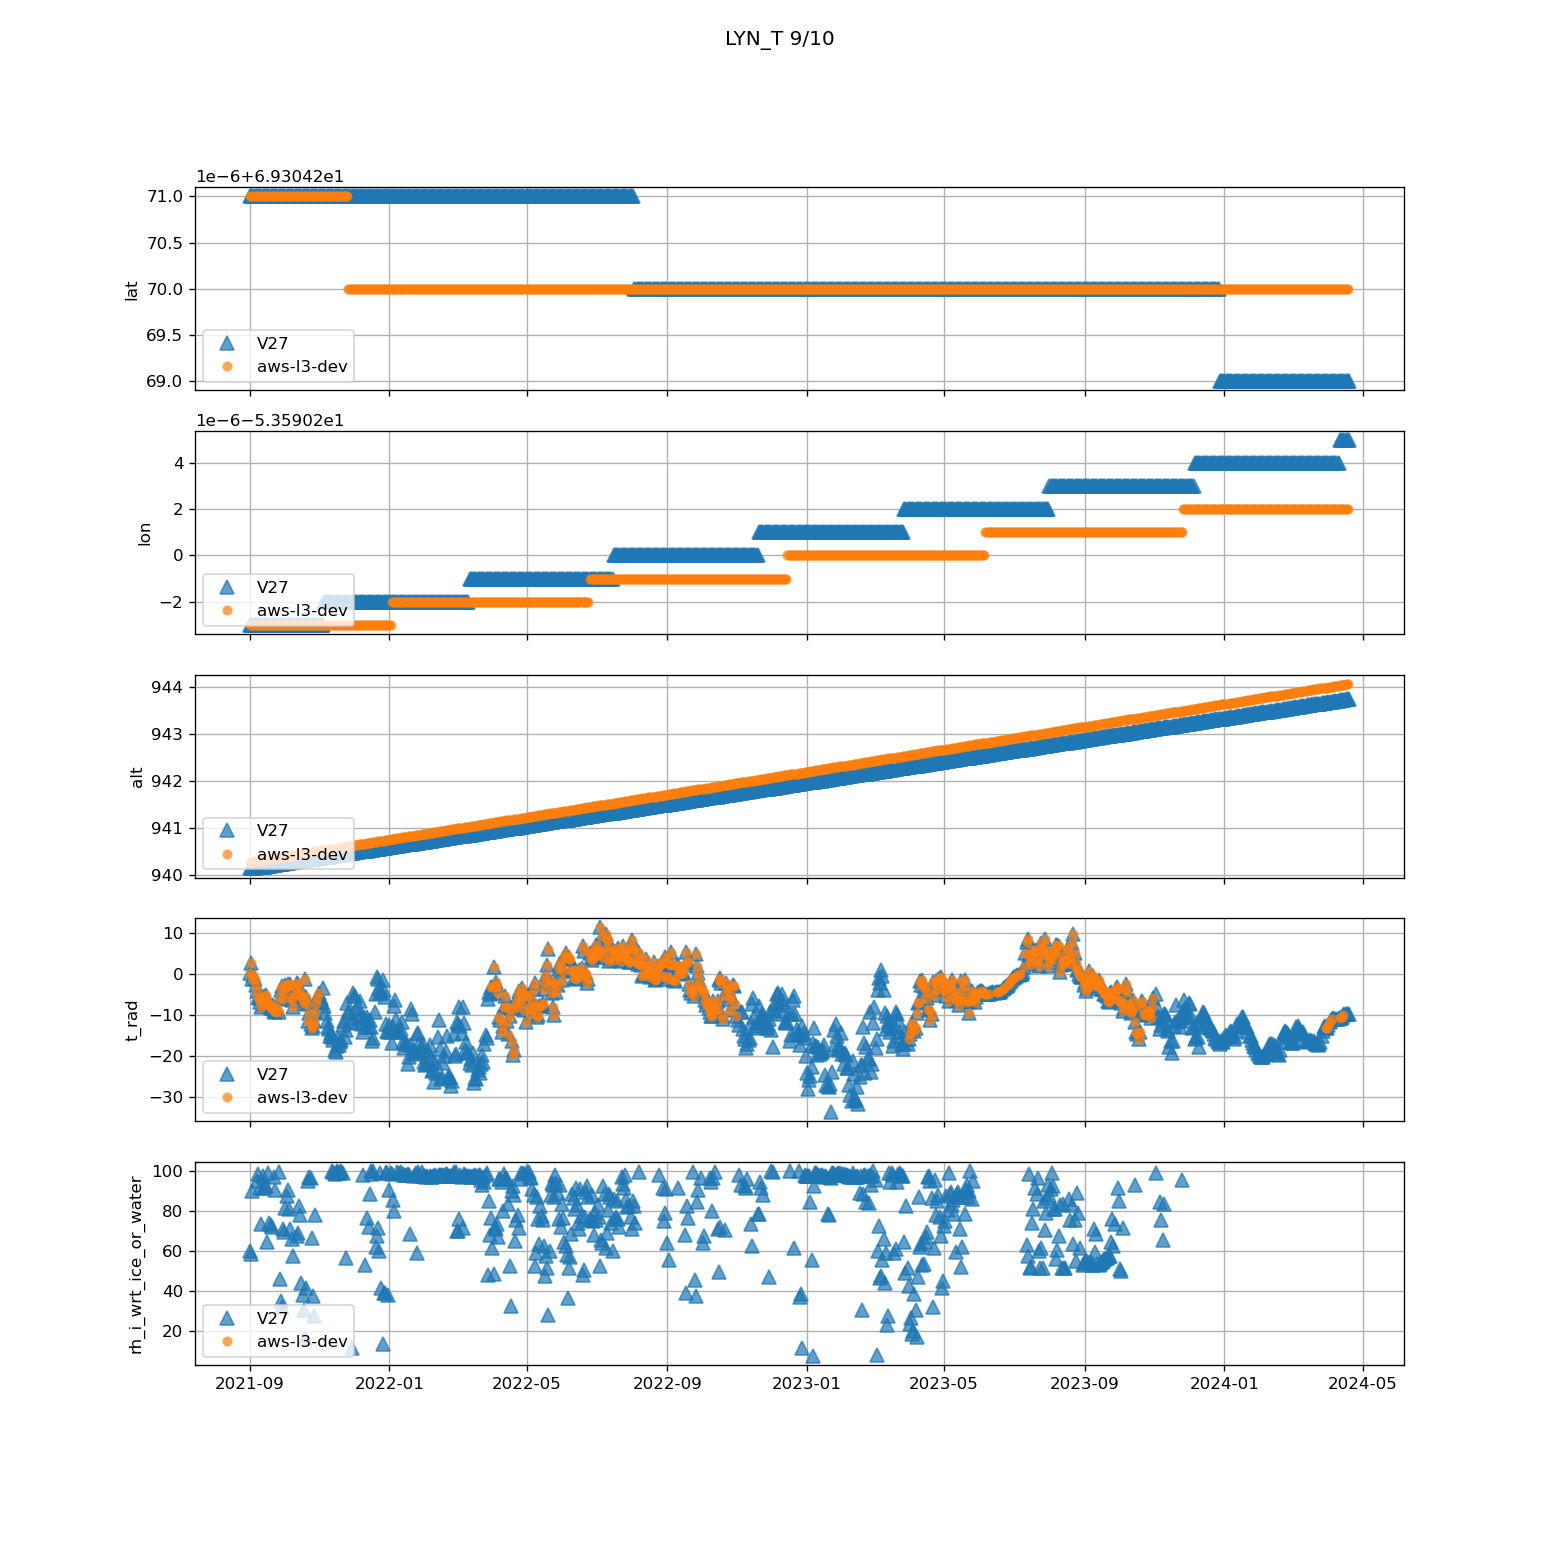 LYN_T 9/10
1e−6+6.93042e1
71.0
70.5
70.0
69.5
69.0
lat
V27
aws-l3-dev
1e−6−5.35902e1
4
2
0
−2
lon
V27
aws-l3-dev
944
943
942
941
940
alt
V27
aws-l3-dev
10
0
−10
−20
−30
t_rad
V27
aws-l3-dev
100
80
60
40
20
rh_i_wrt_ice_or_water
V27
aws-l3-dev
2021-09 2022-01 2022-05 2022-09 2023-01 2023-05 2023-09 2024-01 2024-05